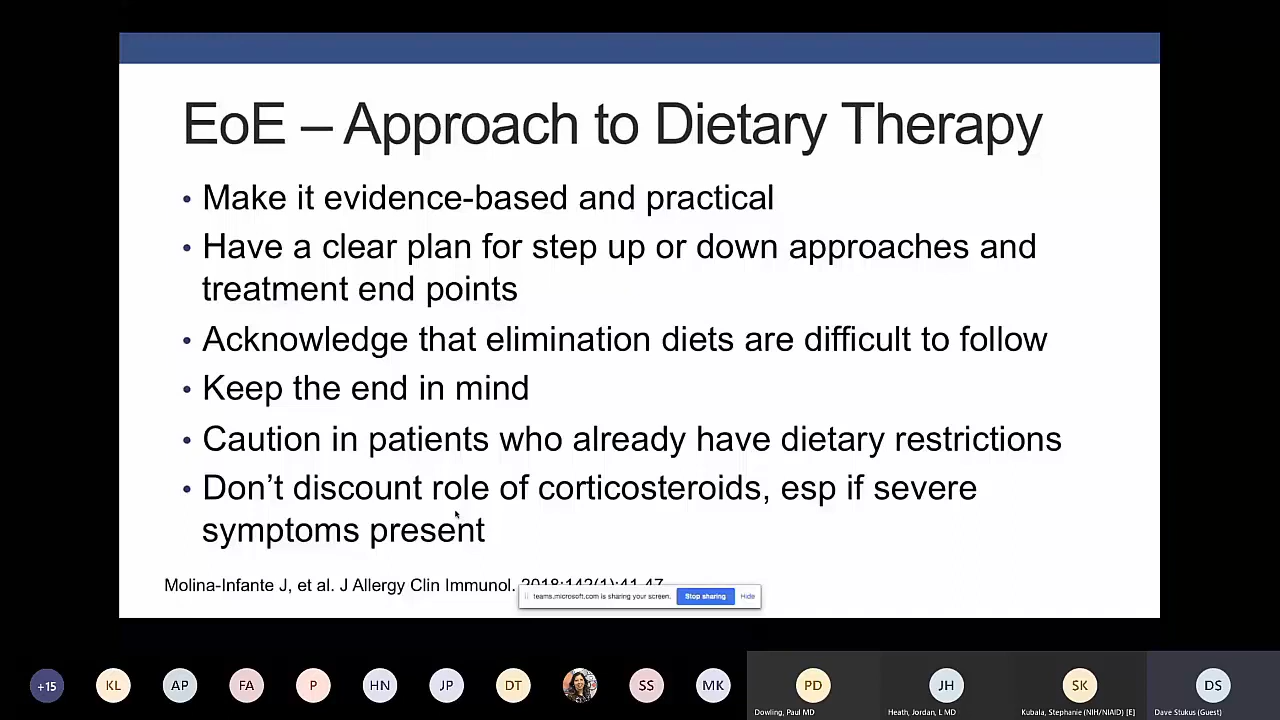 EoE – Approach to Dietary Therapy
• Make it evidence-based and practical
• Have a clear plan for step up or down approaches and
treatment end points
• Acknowledge that elimination diets are difficult to follow
• Keep the end in mind
• Caution in patients who already have dietary restrictions
• Don’t discount role of corticosteroids, esp if severe
symptoms present
Molina-Infante J, et al. J Allergy Clin Immunol. 2018;142(1):41-47
teams.microsoft.com is sharing your screen. Stop sharing Hide
+15 KL AP FA P HN JP DT SS MK PD JH SK DS
Dowling, Paul MD Heath, Jordan, L MD Kubala, Stephanie (NIH/NIAID) [E] Dave Stukus (Guest)